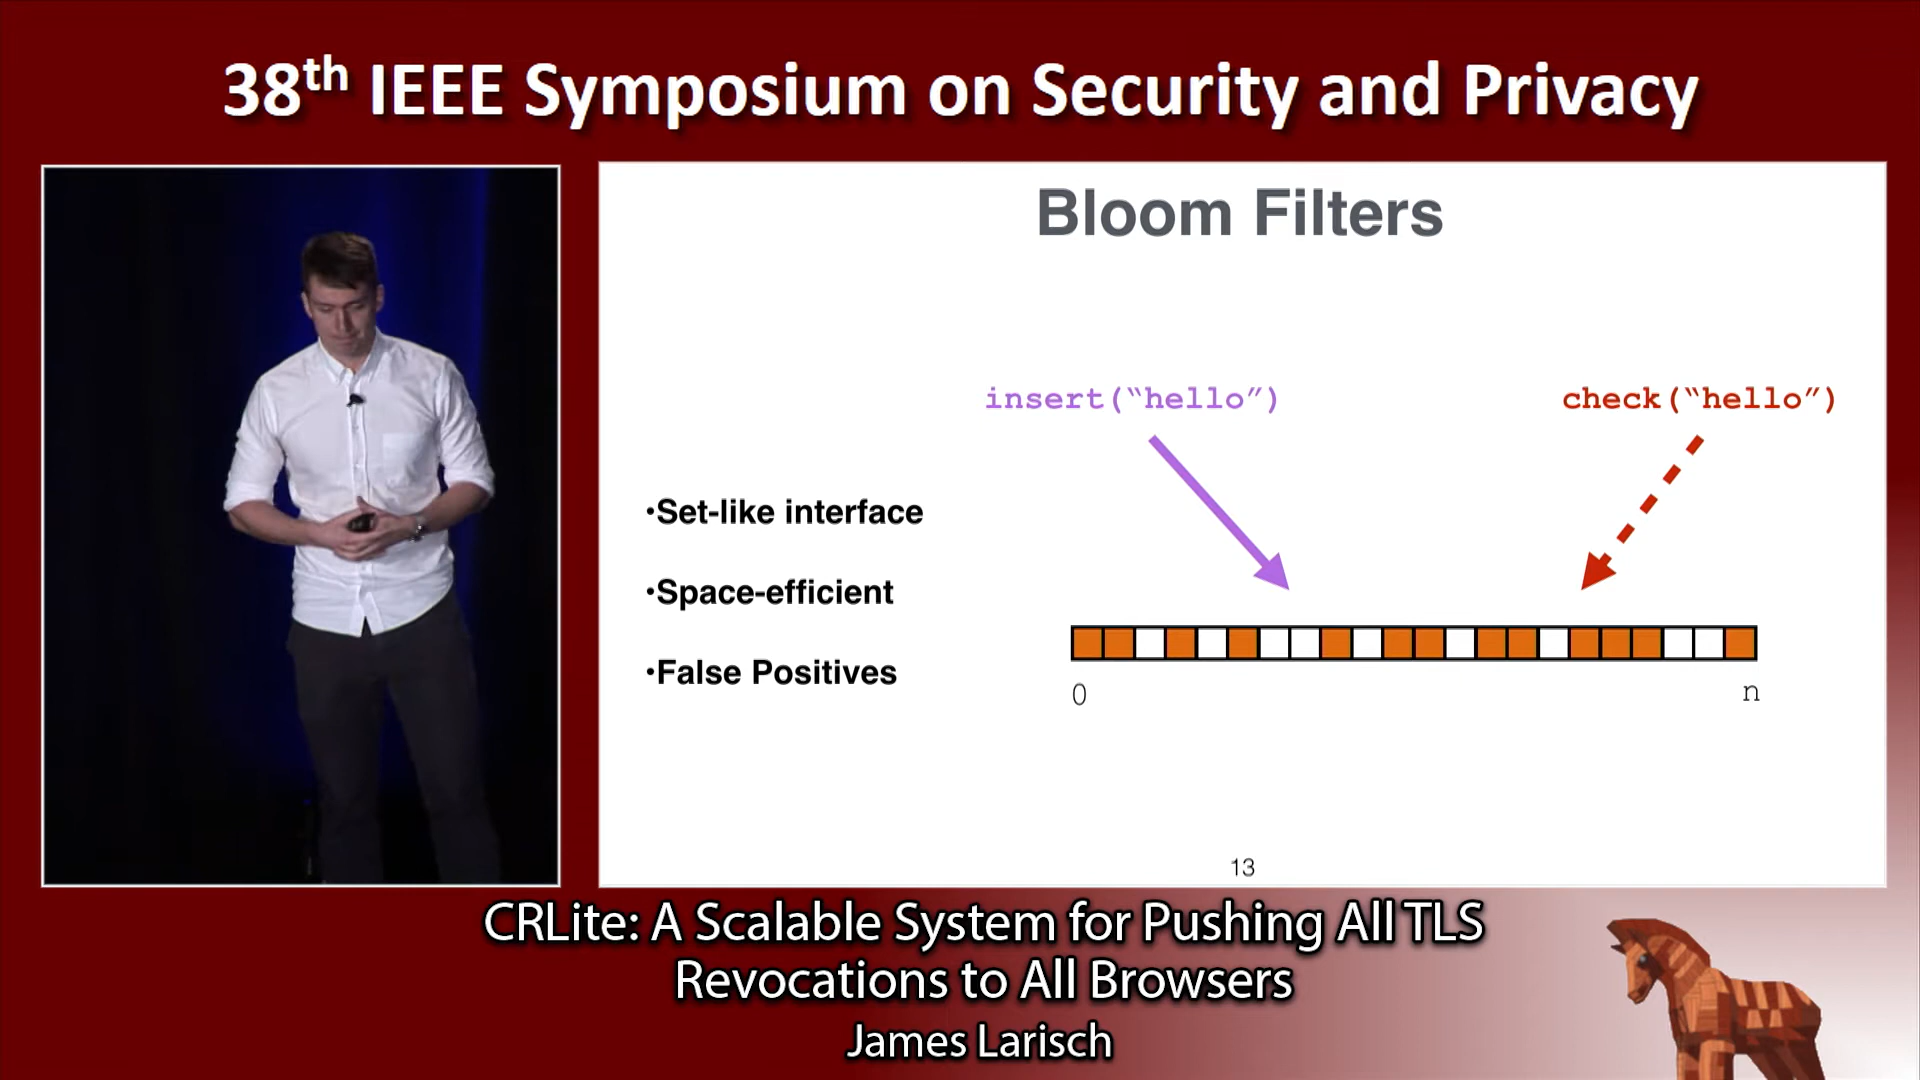 38th IEEE Symposium on Security and Privacy
Bloom Filters
insert(“hello”)
check(“hello”)
•Set-like interface
•Space-efficient
•False Positives
0
n
13
CRLite: A Scalable System for Pushing All TLS
Revocations to All Browsers
James Larisch